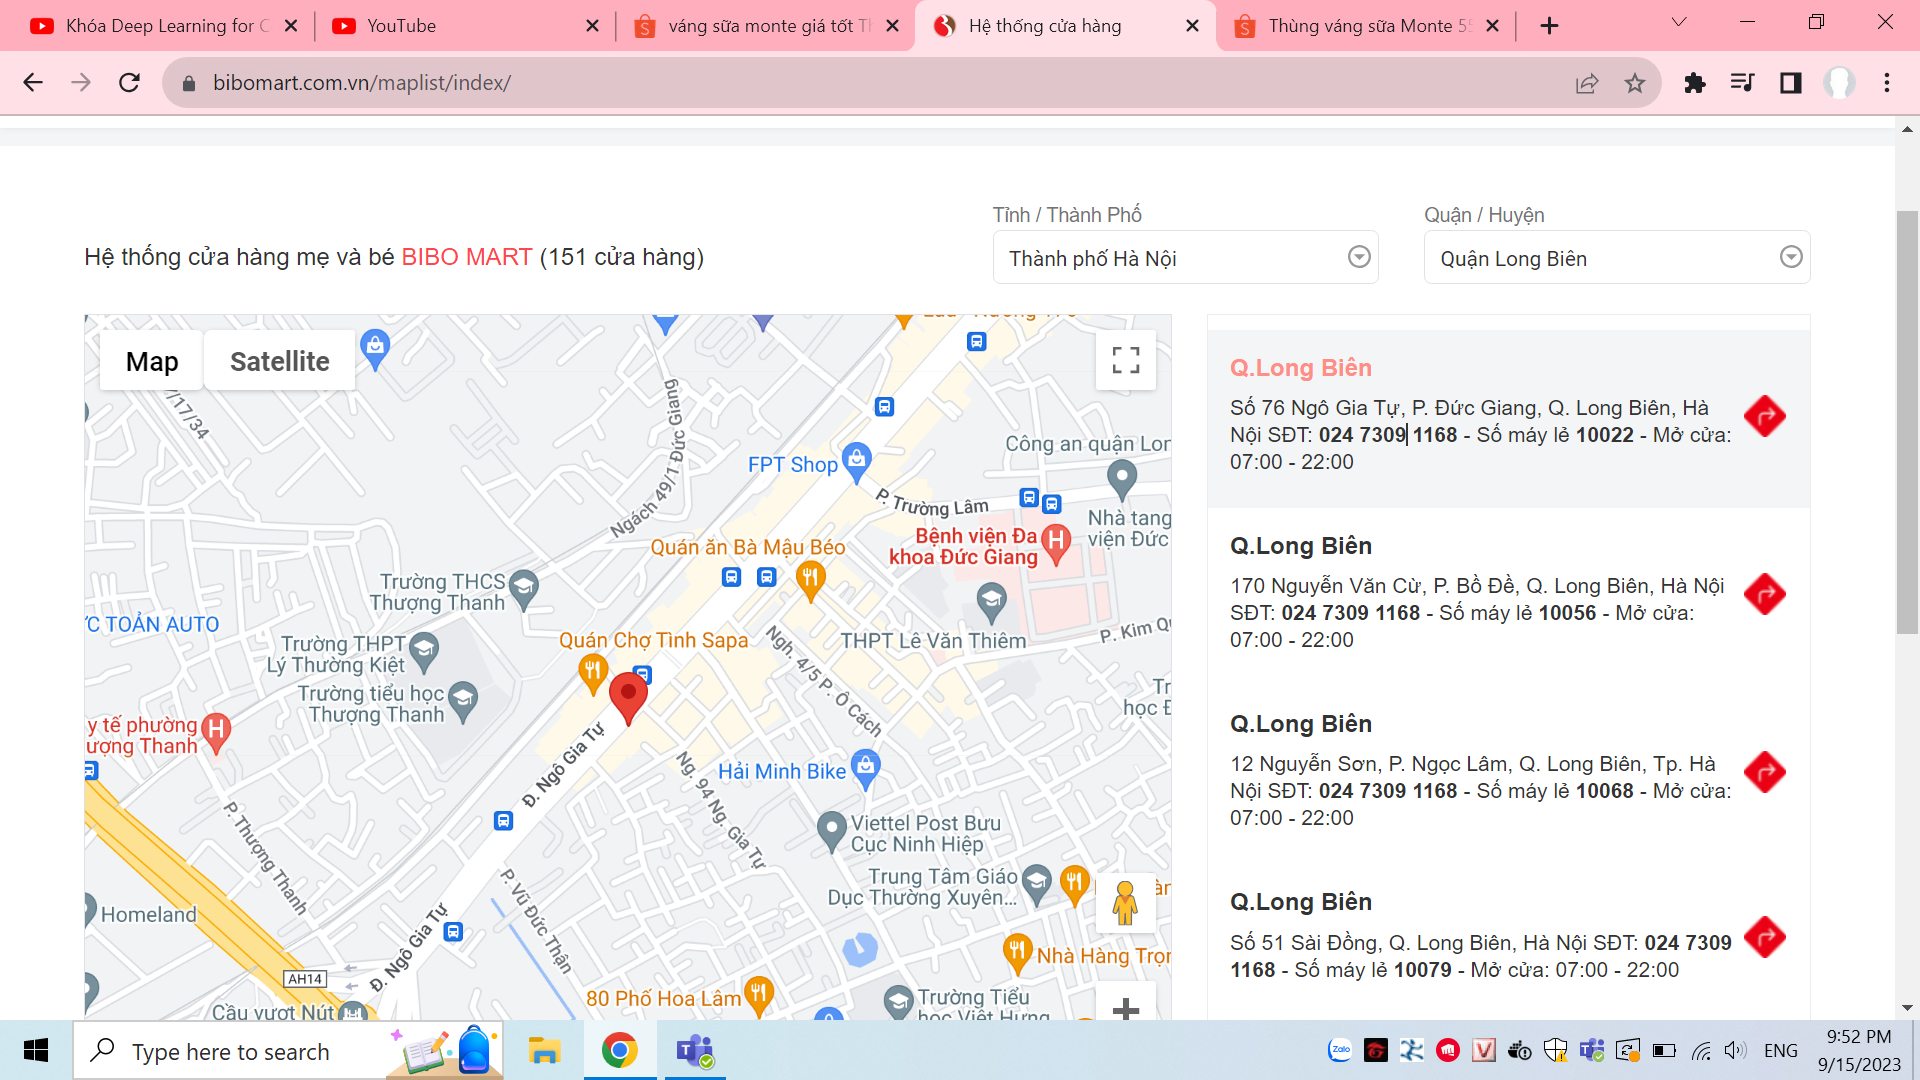 Khóa Deep Learning for C
YouTube
váng sữa monte giá tốt Th
Hệ thống cửa hàng
Thùng váng sữa Monte 55
bibomart.com.vn/maplist/index/
Tỉnh / Thành Phố
Quận / Huyện
Hệ thống cửa hàng mẹ và bé BIBO MART (151 cửa hàng)
Thành phố Hà Nội
Quận Long Biên
Map
Satellite
/17/34
Ngách 49/1 Đức Giang
FPT Shop
Công an quận Lon
P. Trường Lâm
Nhà tang
viện Đức
Bệnh viện Đa
khoa Đức Giang
Quán ăn Bà Mậu Béo
Trường THCS
Thượng Thanh
ỨC TOẢN AUTO
Trường THPT
Lý Thường Kiệt
Quán Chợ Tình Sapa
THPT Lê Văn Thiêm
P. Kim Qu
Ngh. 4/5 P. Ô Cách
Trường tiểu học
Thượng Thanh
Tr
học Đ
y tế phường
ượng Thanh
Đ. Ngô Gia Tự
Ng. 94 Ng. Gia Tự
Hải Minh Bike
P. Thượng Thanh
Viettel Post Bưu
Cục Ninh Hiệp
Trung Tâm Giáo
Dục Thường Xuyên...
P. Vũ Đức Thận
Homeland
Đ. Ngô Gia Tự
AH14
Nhà Hàng Trọn
80 Phố Hoa Lâm
Trường Tiểu
học Việt Hưng
Cầu vượt Nút
Q.Long Biên
Số 76 Ngô Gia Tự, P. Đức Giang, Q. Long Biên, Hà
Nội SĐT: 024 7309 1168 - Số máy lẻ 10022 - Mở cửa:
07:00 - 22:00
Q.Long Biên
170 Nguyễn Văn Cừ, P. Bồ Đề, Q. Long Biên, Hà Nội
SĐT: 024 7309 1168 - Số máy lẻ 10056 - Mở cửa:
07:00 - 22:00
Q.Long Biên
12 Nguyễn Sơn, P. Ngọc Lâm, Q. Long Biên, Tp. Hà
Nội SĐT: 024 7309 1168 - Số máy lẻ 10068 - Mở cửa:
07:00 - 22:00
Q.Long Biên
Số 51 Sài Đồng, Q. Long Biên, Hà Nội SĐT: 024 7309
1168 - Số máy lẻ 10079 - Mở cửa: 07:00 - 22:00
Type here to search
Zalo
ENG
9:52 PM
9/15/2023